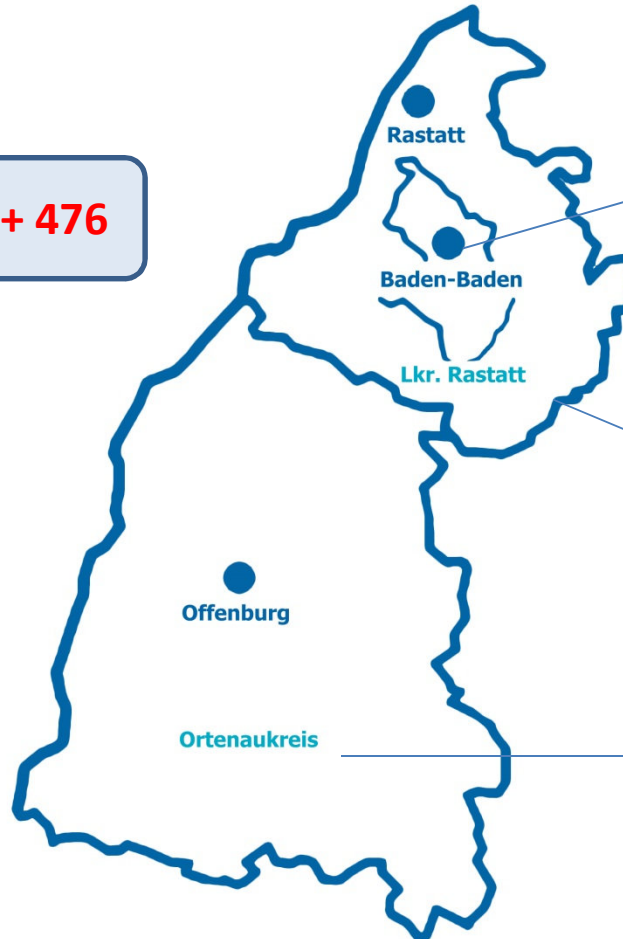 Rastatt
+ 476
Baden-Baden
Lkr. Rastatt
Offenburg
Ortenaukreis